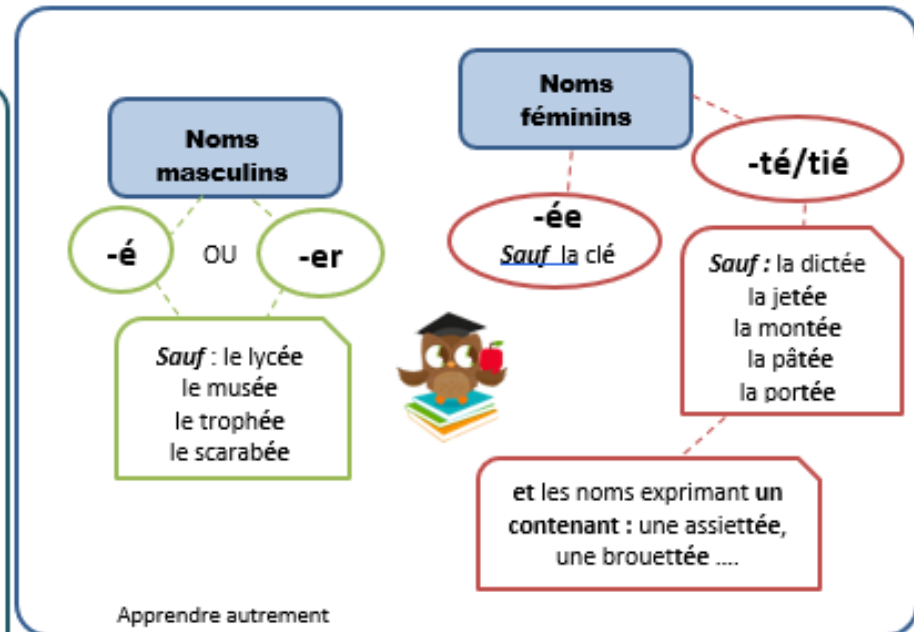 Noms
masculins
-é
OU
-er
Sauf : le lycée
le musée
le trophée
le scarabée
Noms
féminins
-ée
Sauf la clé
-té/tié
Sauf : la dictée
la jetée
la montée
la pâtée
la portée
et les noms exprimant un
contenant : une assiettée,
une brouettée ....
Apprendre autrement